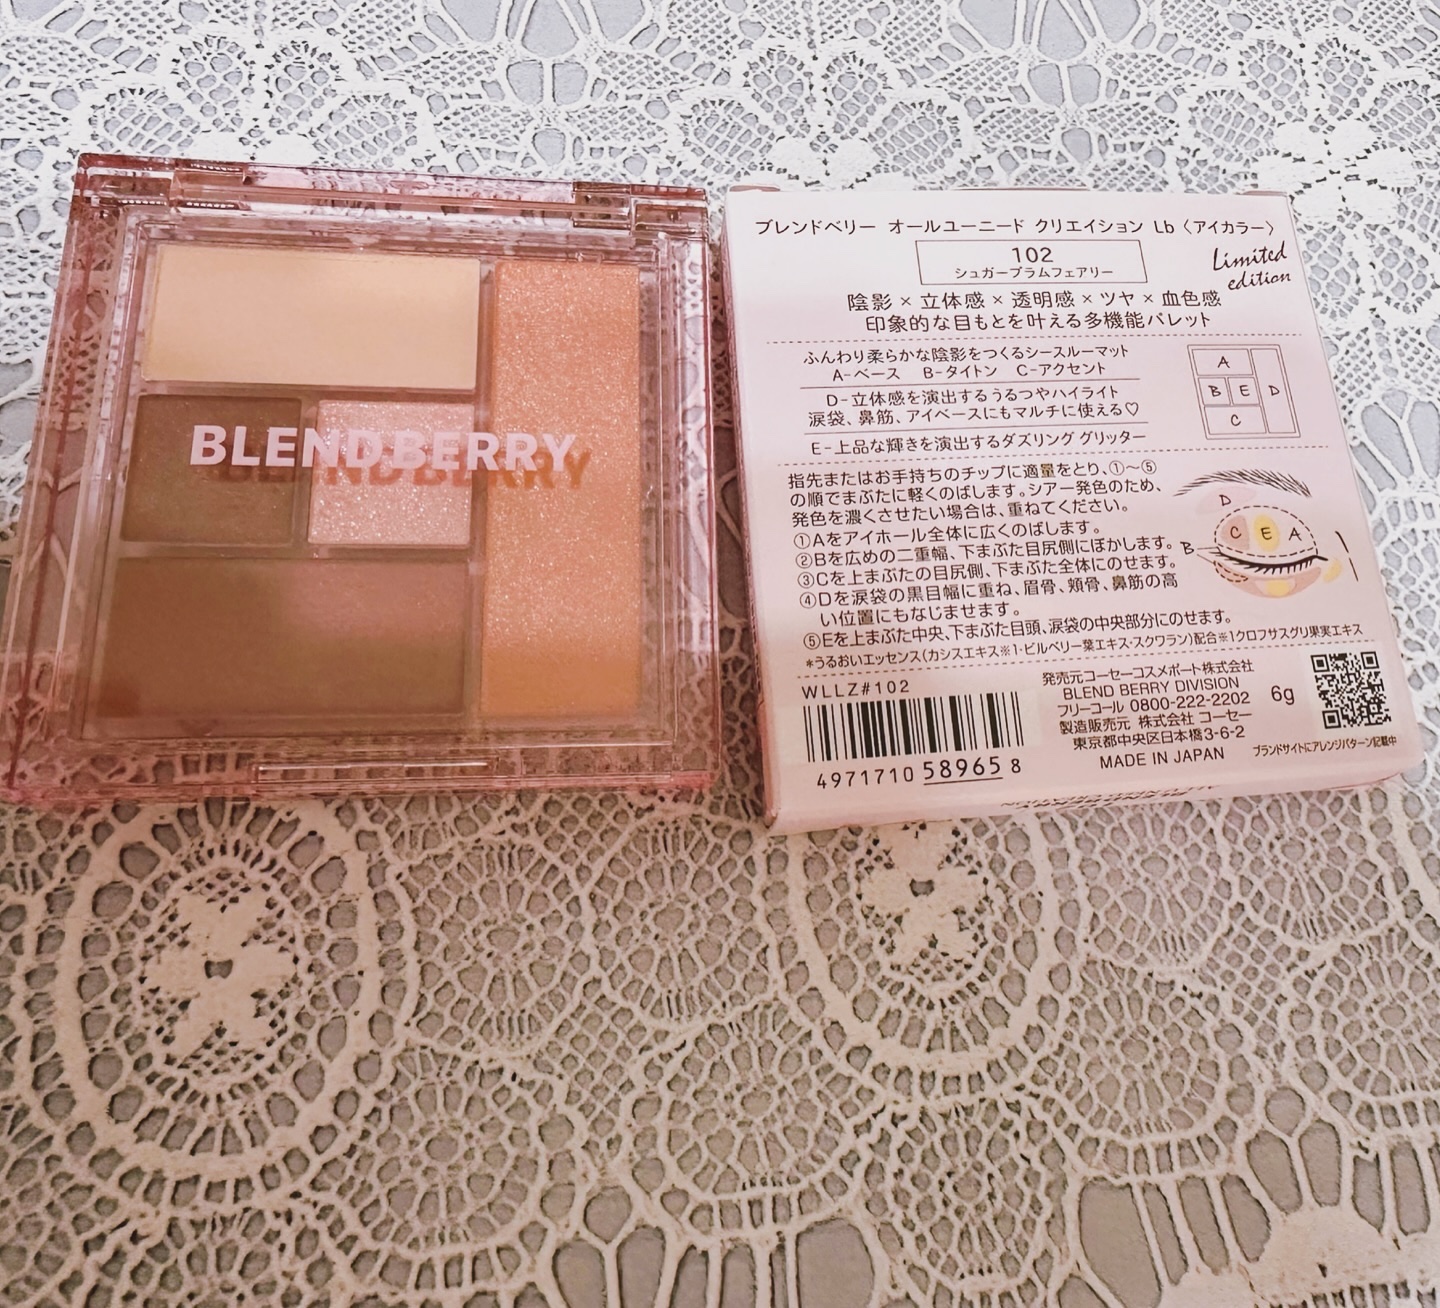 BLENDBERRY
ブレンドベリー オールユーニード クリエイション Lb〈アイカラー〉
102
シュガープラムフェアリー
Limited
edition
陰影×立体感×透明感×ツヤ×血色感
印象的な目もとを叶える多機能パレット
ふんわり柔らかな陰影をつくるシースルーマット
A-ベース B-タイトン C-アクセント
D-立体感を演出するうるつやハイライト
涙袋、鼻筋、アイベースにもマルチに使える♡
E-上品な輝きを演出するダズリング グリッター
A
B E D
C
指先またはお手持ちのチップに適量をとり、①～⑤
の順でまぶたに軽くのばします。シアー発色のため、
発色を濃くさせたい場合は、重ねてください。
①Aをアイホール全体に広くのばします。
②Bを広めの二重幅、下まぶた目尻側にぼかします。
③Cを上まぶたの目尻側、下まぶた全体にのせます。
④Dを涙袋の黒目幅に重ね、眉骨、頬骨、鼻筋の高
い位置にもなじませます。
⑤Eを上まぶた中央、下まぶた目頭、涙袋の中央部分にのせます。
D
C E A
B
*うるおいエッセンス(カシスエキス※1・ビルベリー葉エキス・スクワラン)配合※1クロフサスグリ果実エキス
WLLZ#102
4971710 58965 8
発売元コーセーコスメポート株式会社
BLEND BERRY DIVISION
フリーコール 0800-222-2202
製造販売元 株式会社 コーセー
東京都中央区日本橋3-6-2
MADE IN JAPAN
6g
ブランドサイトにアレンジパターン記載中